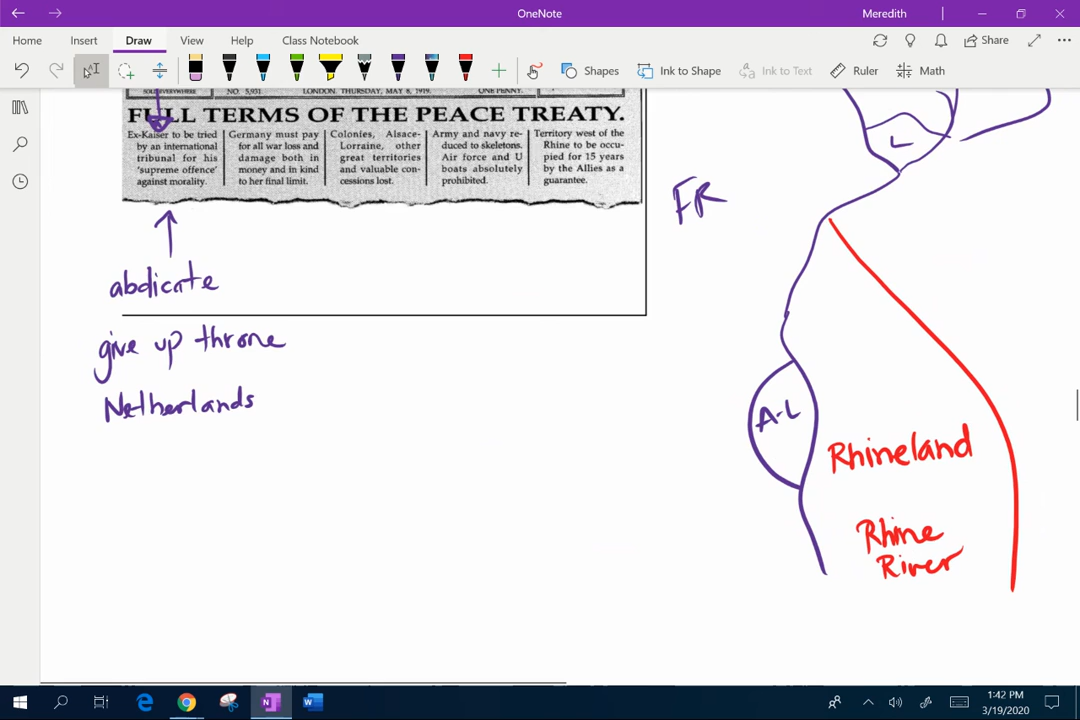 OneNote
Meredith
Home Insert Draw View Help Class Notebook
Share
Shapes Ink to Shape Ink to Text Ruler Math
NO. 5,931. LONDON, THURSDAY, MAY 8, 1919. ONE PENNY.
FULL TERMS OF THE PEACE TREATY.
Ex-Kaiser to be tried
by an international
tribunal for his
'supreme offence'
against morality.
Germany must pay
for all war loss and
damage both in
money and in kind
to her final limit.
Colonies, Alsace-
Lorraine, other
great territories
and valuable con-
cessions lost.
Army and navy re-
duced to skeletons.
Air force and U
boats absolutely
prohibited.
Territory west of the
Rhine to be occu-
pied for 15 years
by the Allies as a
guarantee.
abdicate
give up throne
Netherlands
L
FR
A-L
Rhineland
Rhine
River
1:42 PM
3/19/2020